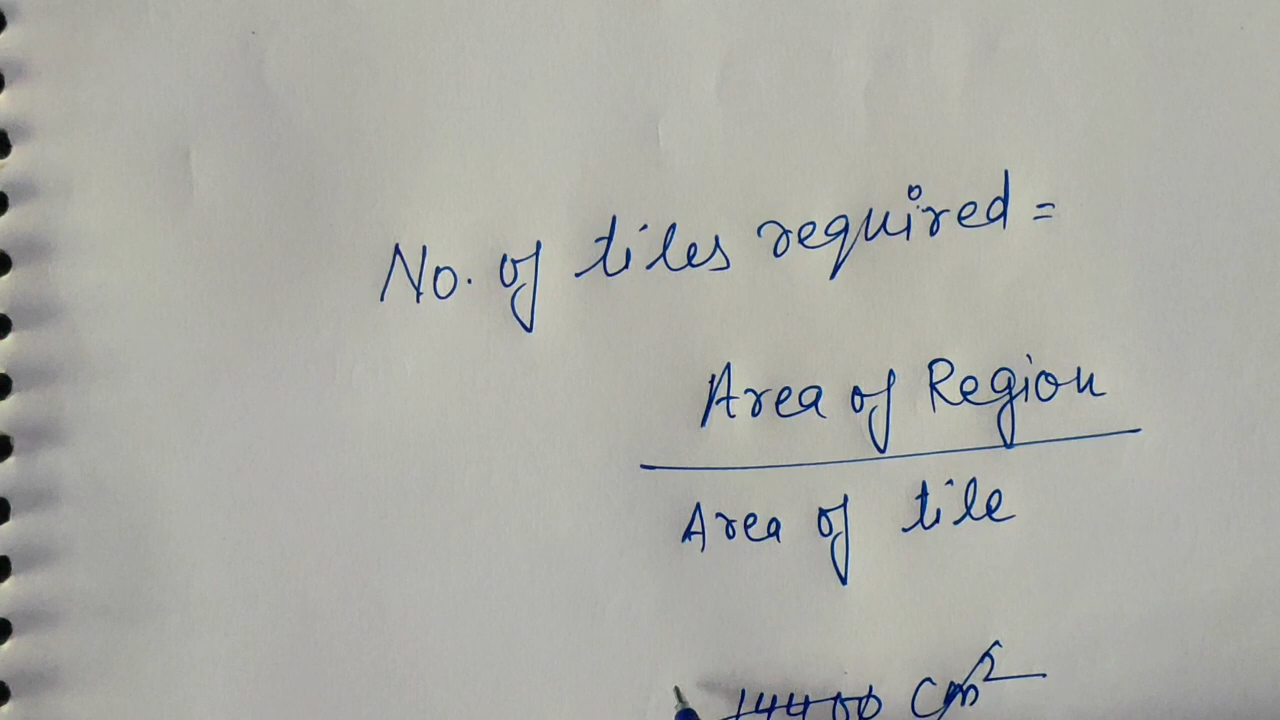 No. of tiles required =
Area of Region
Area of tile
14400 cm²